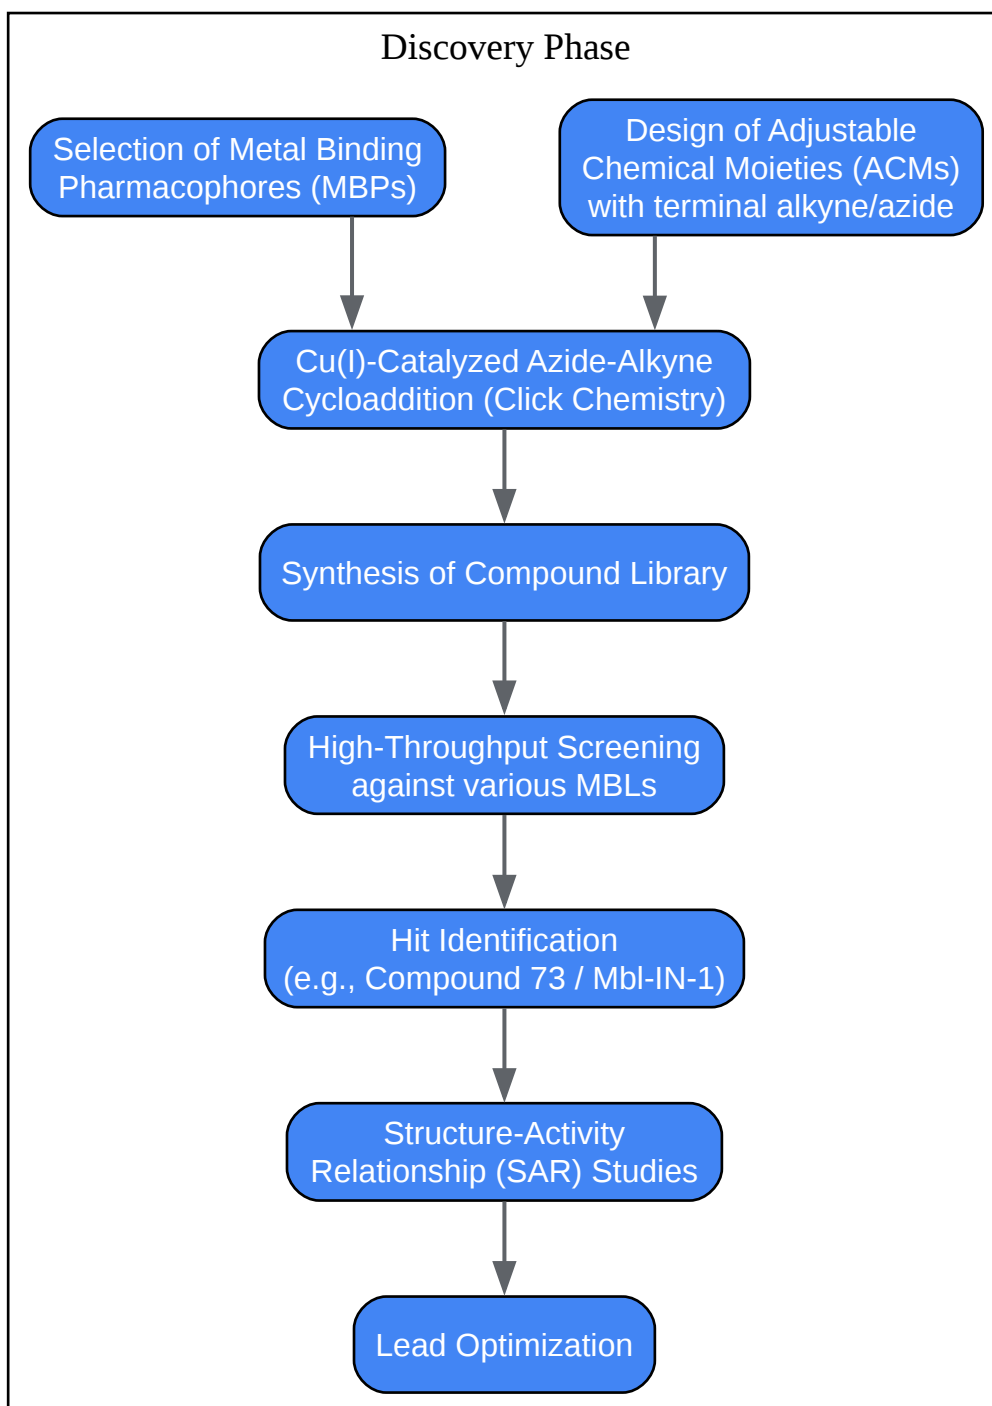 Discovery Phase
Selection of Metal Binding
Pharmacophores (MBPs)
Design of Adjustable
Chemical Moieties (ACMs)
with terminal alkyne/azide
Cu(I)-Catalyzed Azide-Alkyne
Cycloaddition (Click Chemistry)
Synthesis of Compound Library
High-Throughput Screening
against various MBLs
Hit Identification
(e.g., Compound 73 / Mbl-IN-1)
Structure-Activity
Relationship (SAR) Studies
Lead Optimization